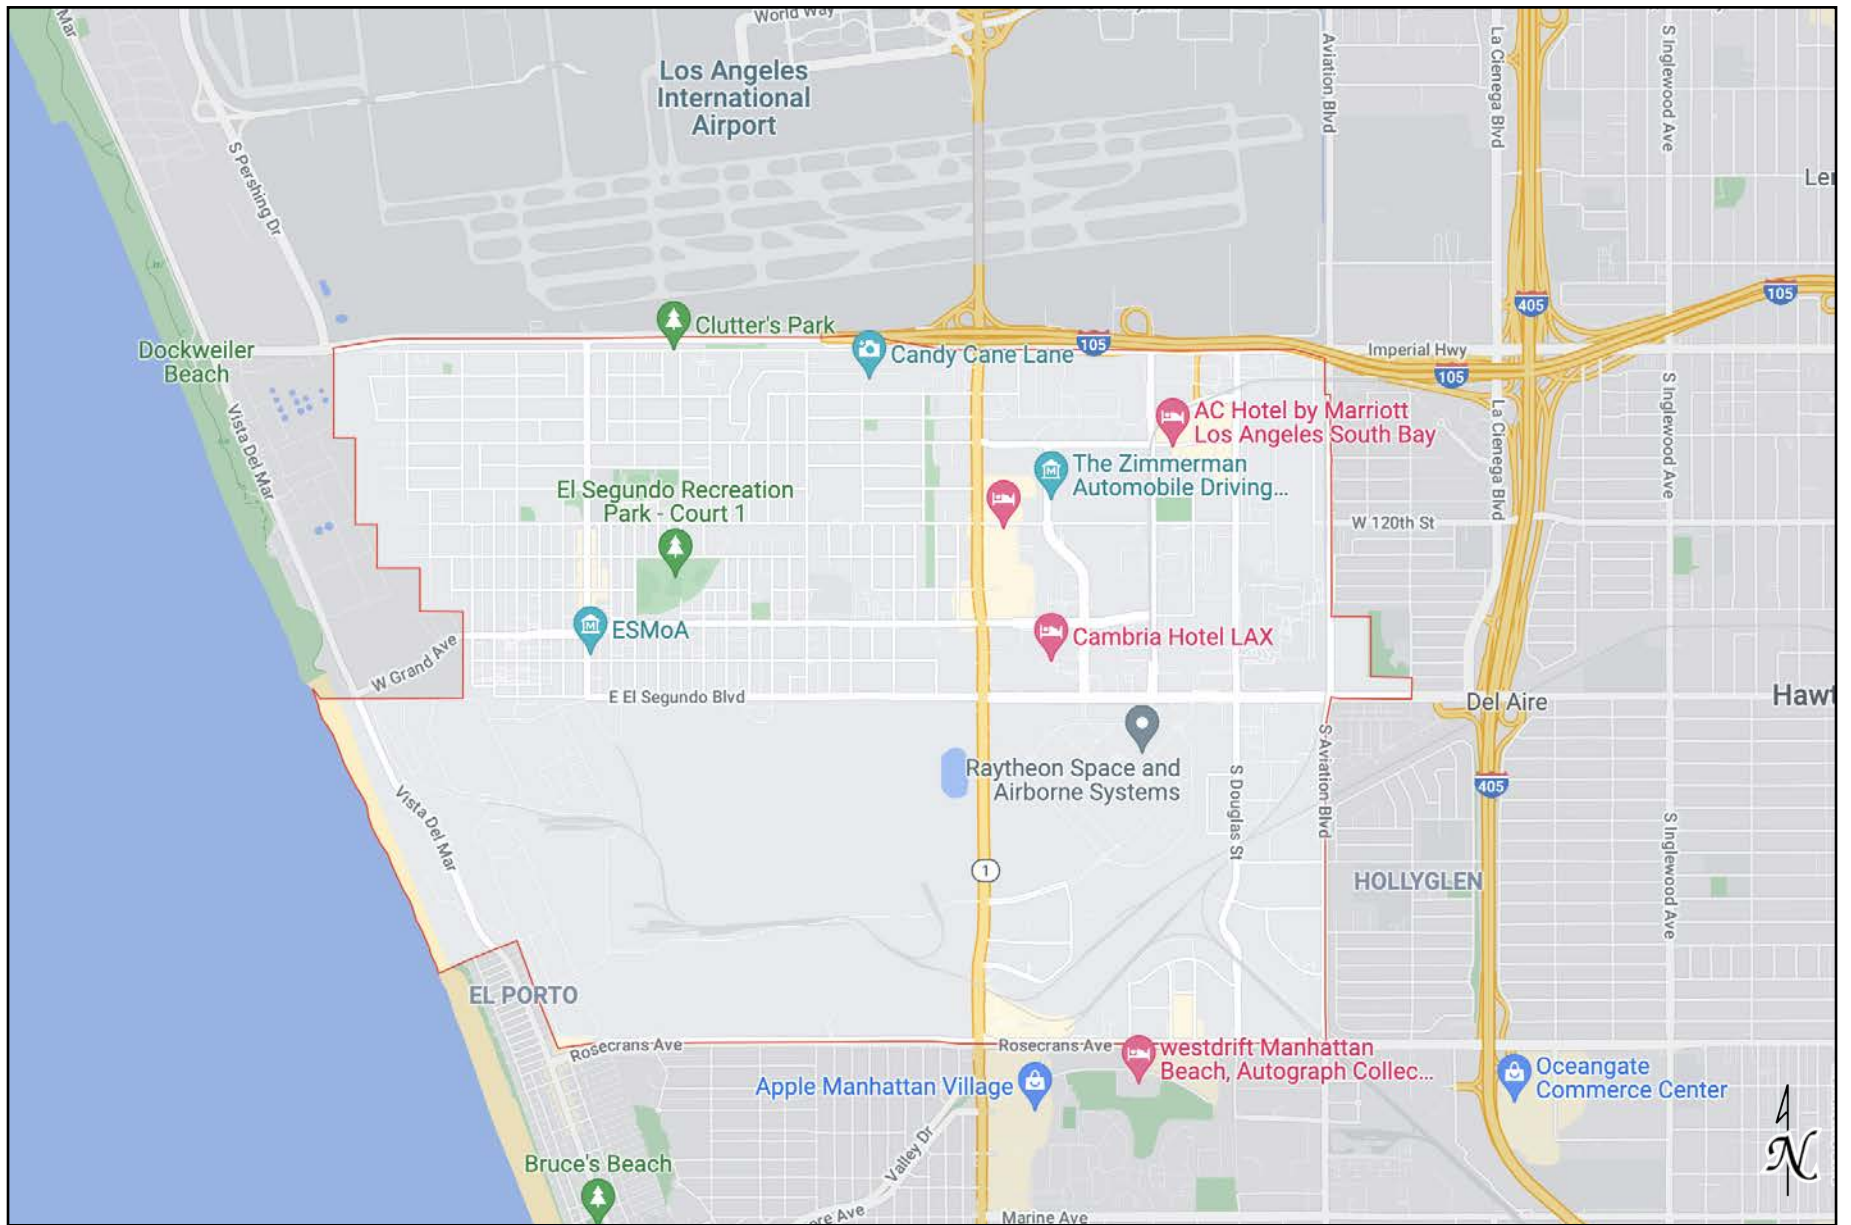 Mar
World Way
Los Angeles
International
Airport
Aviation Blvd
La Cienega Blvd
S Inglewood Ave
S Pershing Dr
Len
105
405
Clutter's Park
Dockweiler
Beach
Candy Cane Lane
105
Imperial Hwy
105
Vista Del Mar
AC Hotel by Marriott
Los Angeles South Bay
La Cienega Blvd
S Inglewood Ave
The Zimmerman
Automobile Driving...
El Segundo Recreation
Park - Court 1
W 120th St
ESMoA
Cambria Hotel LAX
W Grand Ave
E El Segundo Blvd
Del Aire
Hawt
Raytheon Space and
Airborne Systems
S Douglas St
S Aviation Blvd
405
Vista Del Mar
1
HOLLYGLEN
S Inglewood Ave
EL PORTO
Rosecrans Ave
Rosecrans Ave
westdrift Manhattan
Beach, Autograph Collec...
Apple Manhattan Village
Oceangate
Commerce Center
Valley Dr
Bruce's Beach
ore Ave
Marine Ave
N